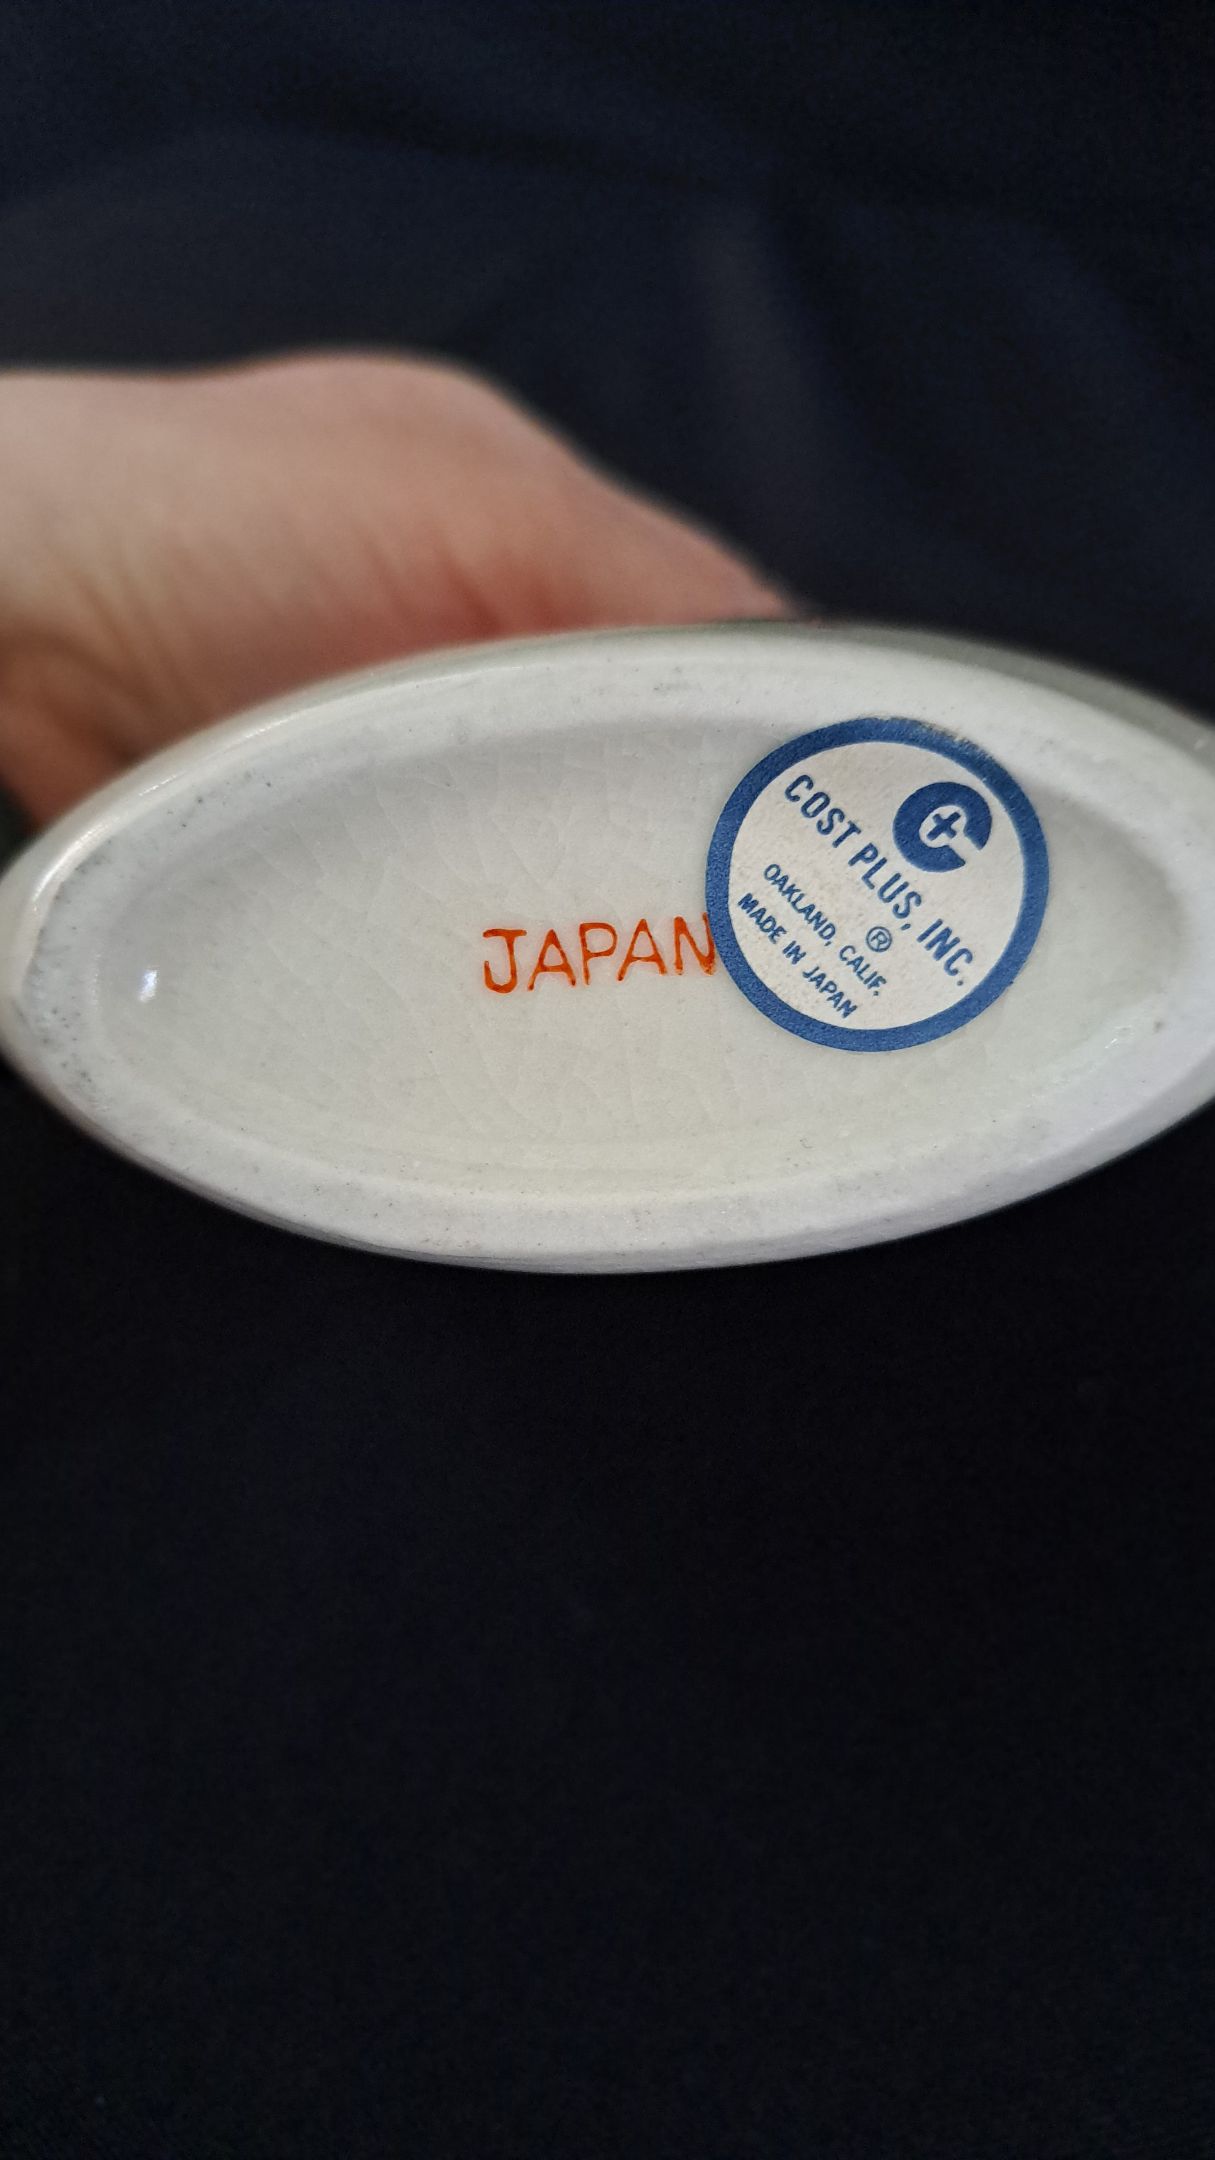 JAPAN
COST PLUS, INC.
®
OAKLAND, CALIF.
MADE IN JAPAN